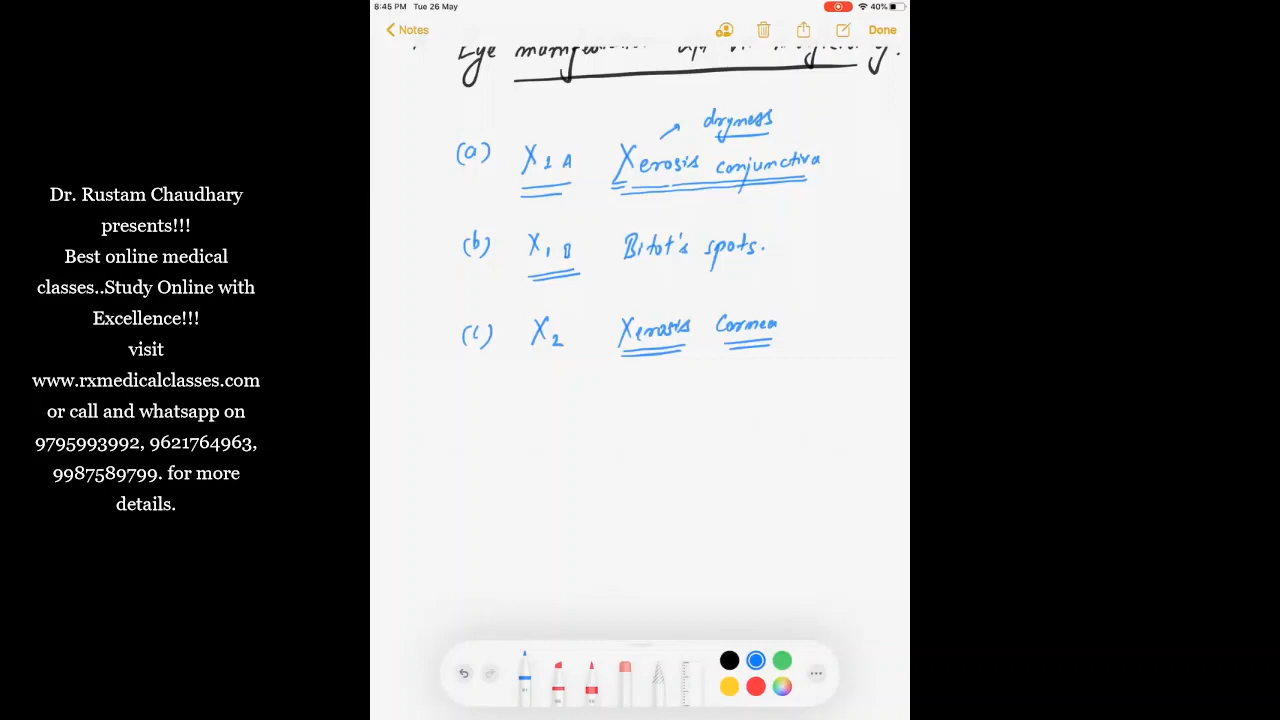 8:45 PM Tue 26 May
40%
Notes
Done
Eye
dryness
(a) X1A Xerosis conjunctiva
(b) X1B Bitot's spots.
(c) X2 Xerosis Cornea
Dr. Rustam Chaudhary
presents!!!
Best online medical
classes..Study Online with
Excellence!!!
visit
www.rxmedicalclasses.com
or call and whatsapp on
9795993992, 9621764963,
9987589799. for more
details.